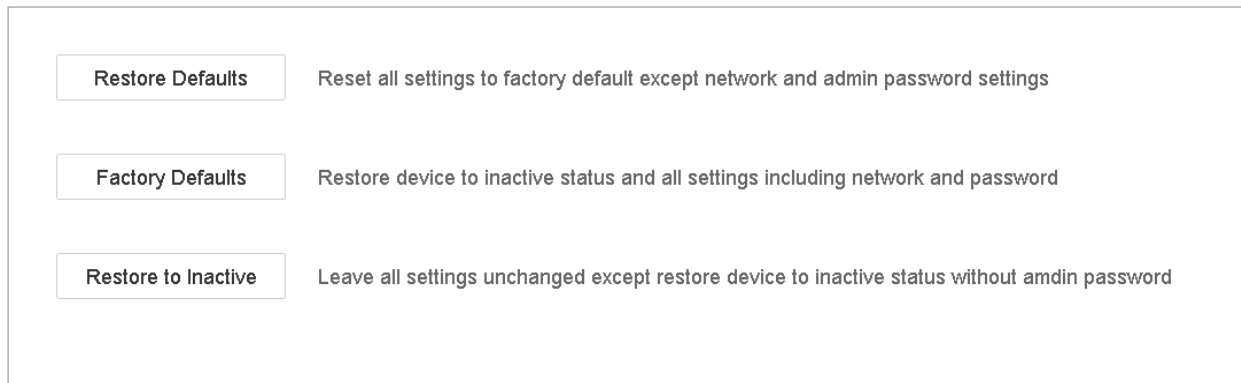 Restore Defaults Reset all settings to factory default except network and admin password settings
Factory Defaults Restore device to inactive status and all settings including network and password
Restore to Inactive Leave all settings unchanged except restore device to inactive status without amdin password